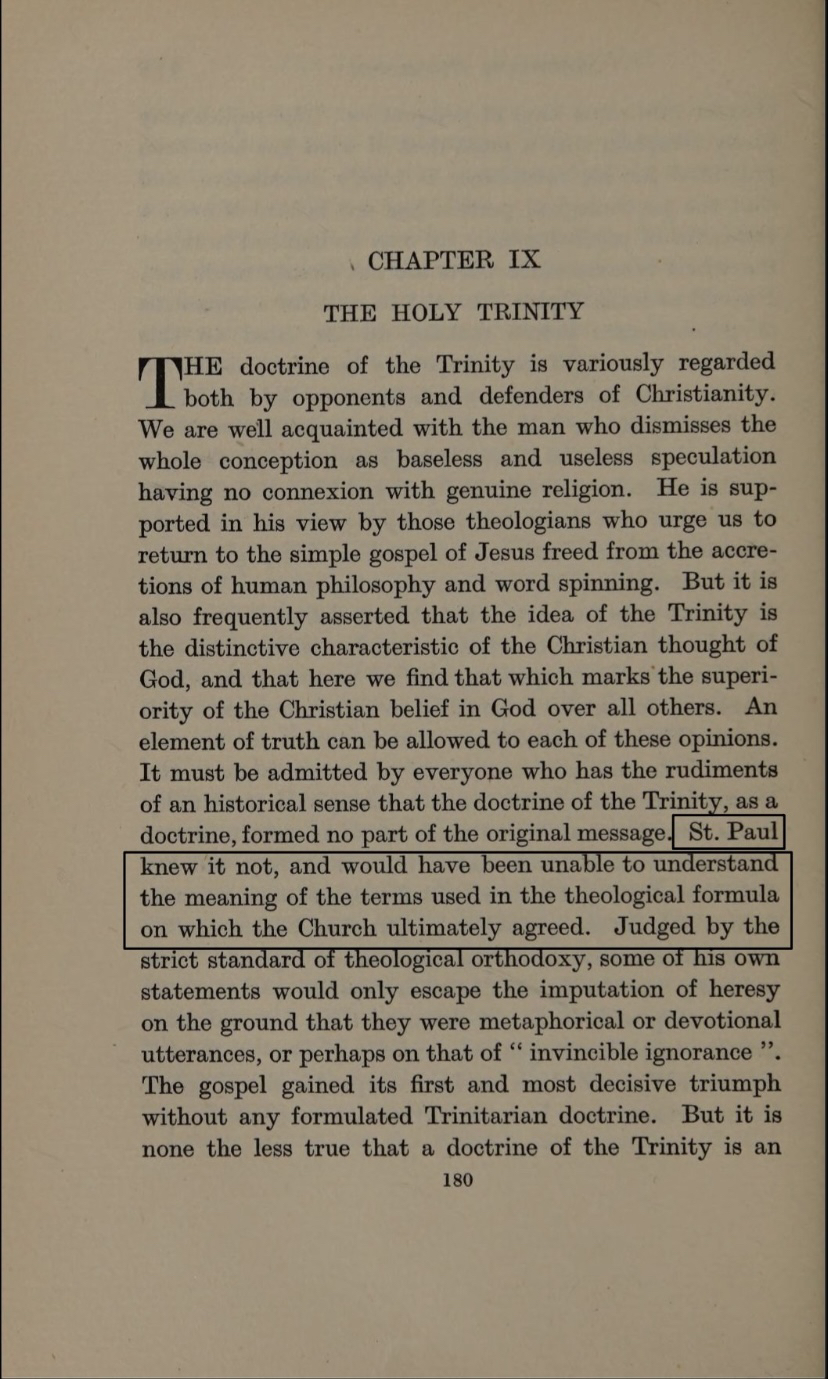 CHAPTER IX
THE HOLY TRINITY
THE doctrine of the Trinity is variously regarded
both by opponents and defenders of Christianity.
We are well acquainted with the man who dismisses the
whole conception as baseless and useless speculation
having no connexion with genuine religion. He is sup-
ported in his view by those theologians who urge us to
return to the simple gospel of Jesus freed from the accre-
tions of human philosophy and word spinning. But it is
also frequently asserted that the idea of the Trinity is
the distinctive characteristic of the Christian thought of
God, and that here we find that which marks the superi-
ority of the Christian belief in God over all others. An
element of truth can be allowed to each of these opinions.
It must be admitted by everyone who has the rudiments
of an historical sense that the doctrine of the Trinity, as a
doctrine, formed no part of the original message. St. Paul
knew it not, and would have been unable to understand
the meaning of the terms used in the theological formula
on which the Church ultimately agreed. Judged by the
strict standard of theological orthodoxy, some of his own
statements would only escape the imputation of heresy
on the ground that they were metaphorical or devotional
utterances, or perhaps on that of “ invincible ignorance ”.
The gospel gained its first and most decisive triumph
without any formulated Trinitarian doctrine. But it is
none the less true that a doctrine of the Trinity is an
180